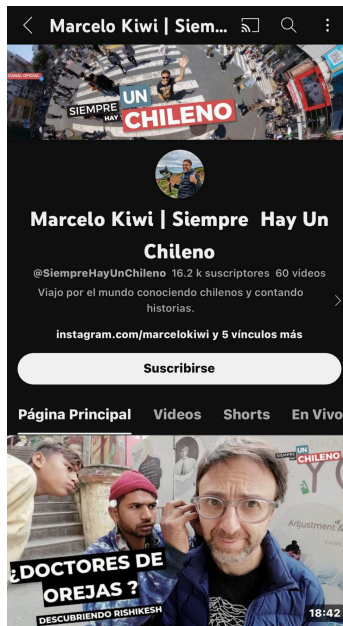 Marcelo Kiwi | Siem...
CANAL OFICIAL
SIEMPRE UN
HAY CHILENO
Marcelo Kiwi | Siempre Hay Un
Chileno
@SiempreHayUnChileno 16.2 k suscriptores 60 videos
Viajo por el mundo conociendo chilenos y contando
historias.
instagram.com/marcelokiwi y 5 vínculos más
Suscribirse
Página Principal Videos Shorts En Vivo
SIEMPRE UN
HAY CHILENO
Adjustment &
¿DOCTORES DE
OREJAS ?
DESCUBRIENDO RISHIKESH
18:42